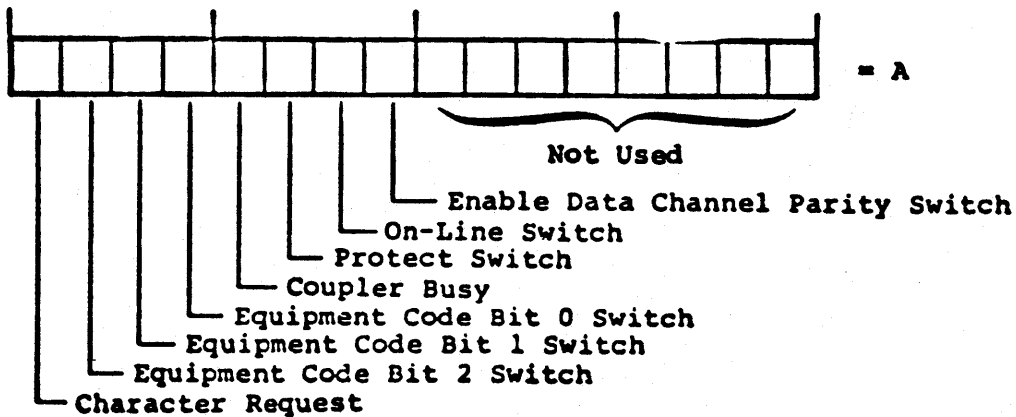 = A
Not Used
Enable Data Channel Parity Switch
On-Line Switch
Protect Switch
Coupler Busy
Equipment Code Bit 0 Switch
Equipment Code Bit 1 Switch
Equipment Code Bit 2 Switch
Character Request